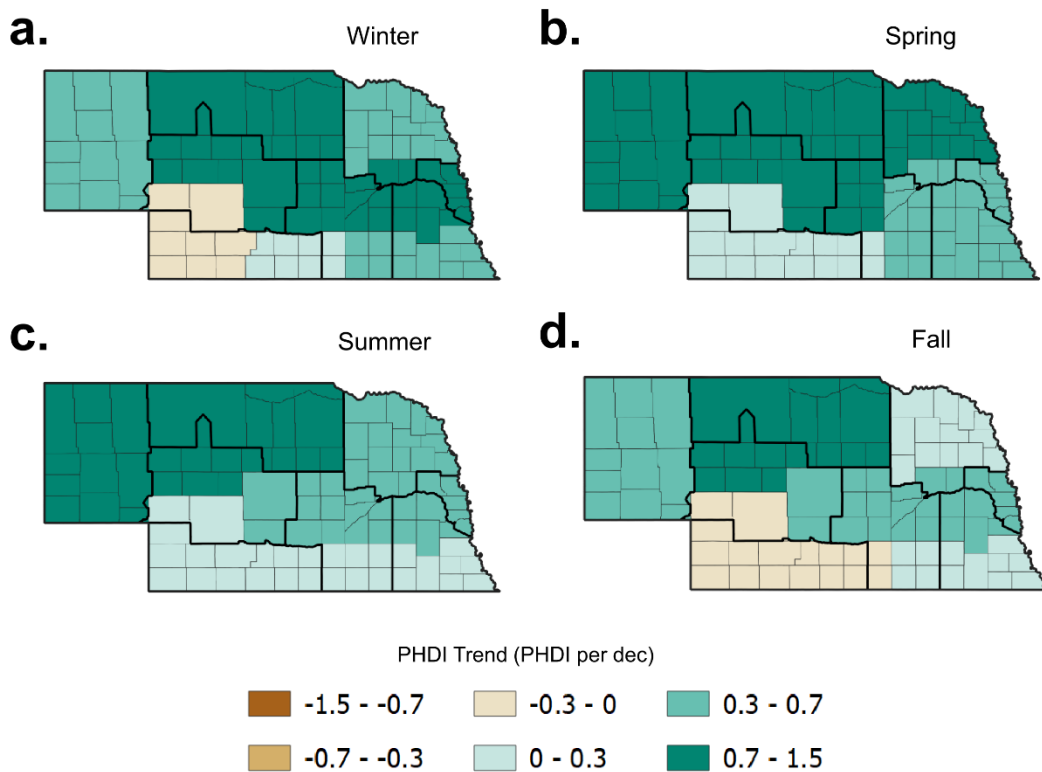 a.
Winter
b.
Spring
c.
Summer
d.
Fall
PHDI Trend (PHDI per dec)
-1.5 - -0.7
-0.3 - 0
0.3 - 0.7
-0.7 - -0.3
0 - 0.3
0.7 - 1.5